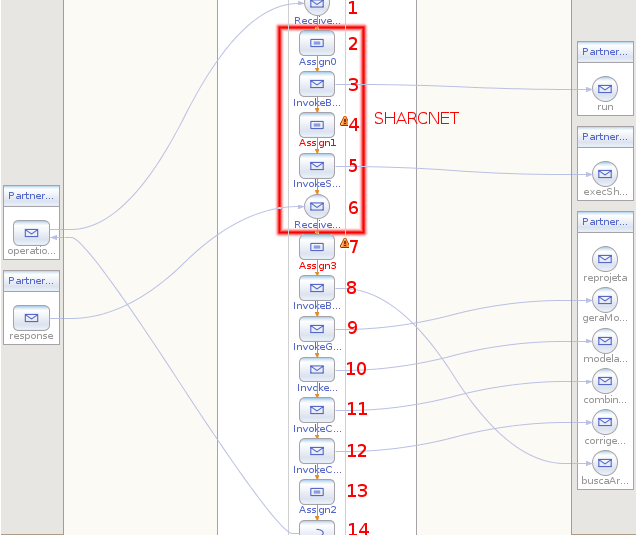 1
Receive...
2
Assign0
3
InvokeB...
4
Assign1
5
InvokeS...
6
Receive...
SHARCNET
7
Assign3
8
InvokeB...
9
InvokeG...
10
Invoke...
11
InvokeC...
12
InvokeC...
13
Assign2
14
Partner...
operatio...
Partner...
response
Partner...
run
Partner...
execSh...
Partner...
reprojeta
geraMo...
modela...
combin...
corrige...
buscaAr...